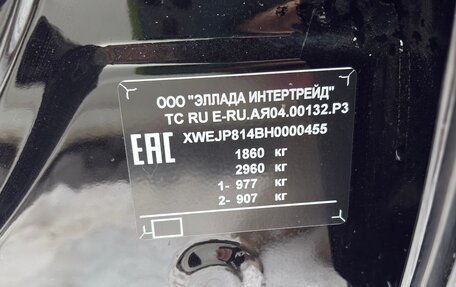 ООО "ЭЛЛАДА ИНТЕРТРЕЙД"
ТС RU E-RU.АЯ04.00132.Р3
EAC
XWEJP814BH0000455
1860 кг
2960 кг
1- 977 кг
2- 907 кг